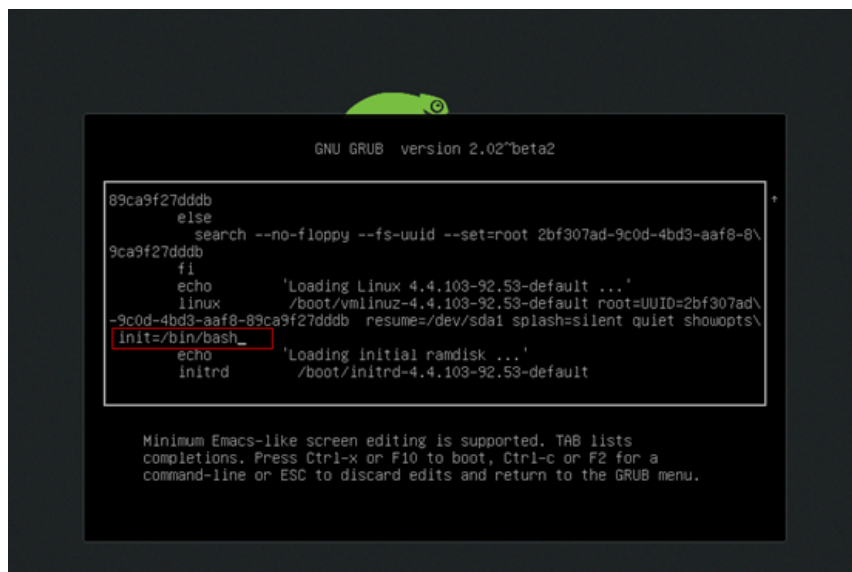 GNU GRUB  version 2.02~beta2
89ca9f27dddb
else
search --no-floppy --fs-uuid --set=root 2bf307ad-9c0d-4bd3-aaf8-8\
9ca9f27dddb
fi
echo 'Loading Linux 4.4.103-92.53-default ...'
linux /boot/vmlinuz-4.4.103-92.53-default root=UUID=2bf307ad\
-9c0d-4bd3-aaf8-89ca9f27dddb  resume=/dev/sda1 splash=silent quiet showopts\
init=/bin/bash_
echo 'Loading initial ramdisk ...'
initrd /boot/initrd-4.4.103-92.53-default
Minimum Emacs-like screen editing is supported. TAB lists
completions. Press Ctrl-x or F10 to boot, Ctrl-c or F2 for a
command-line or ESC to discard edits and return to the GRUB menu.